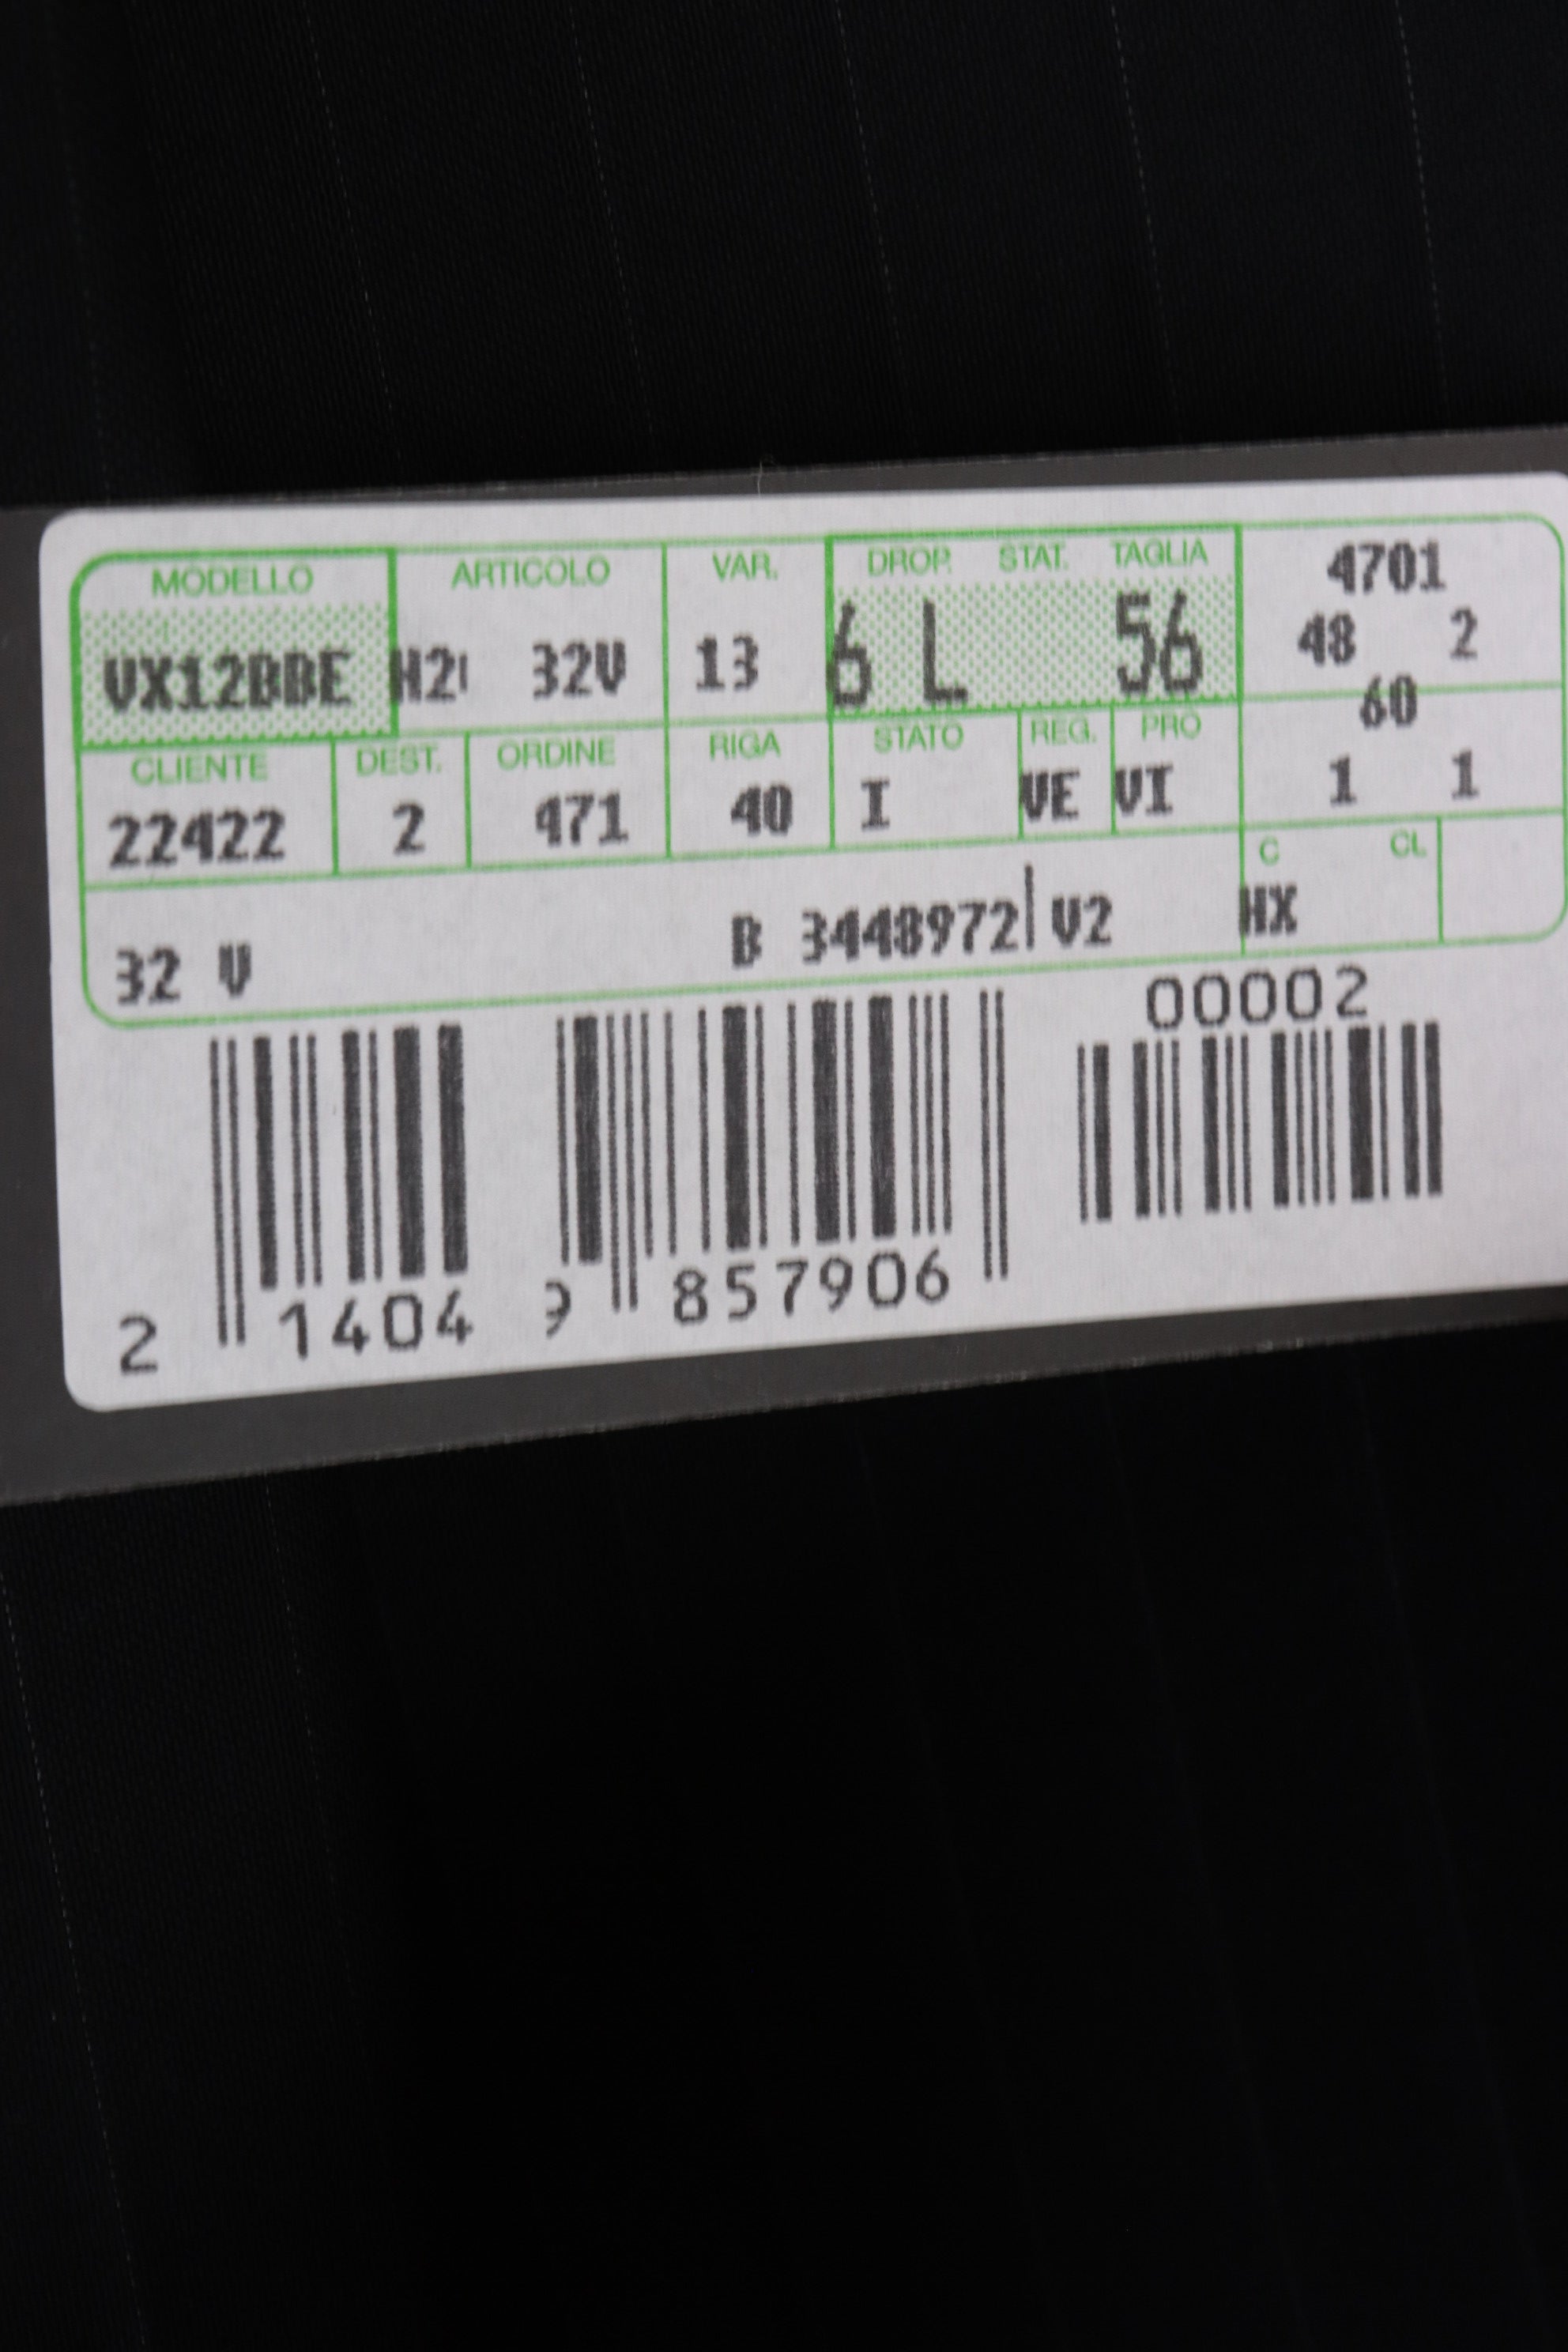 MODELLO ARTICOLO VAR. DROP. STAT. TAGLIA 4701
VX12BBE 32V 13 6 L 56 48 2
60
CLIENTE DEST. ORDINE RIGA STATO REG. PRO
22422 2 471 40 I VE VI 1 1
C CL
32 V B 3448972 V2 HX
00002
2 1404 9 857906